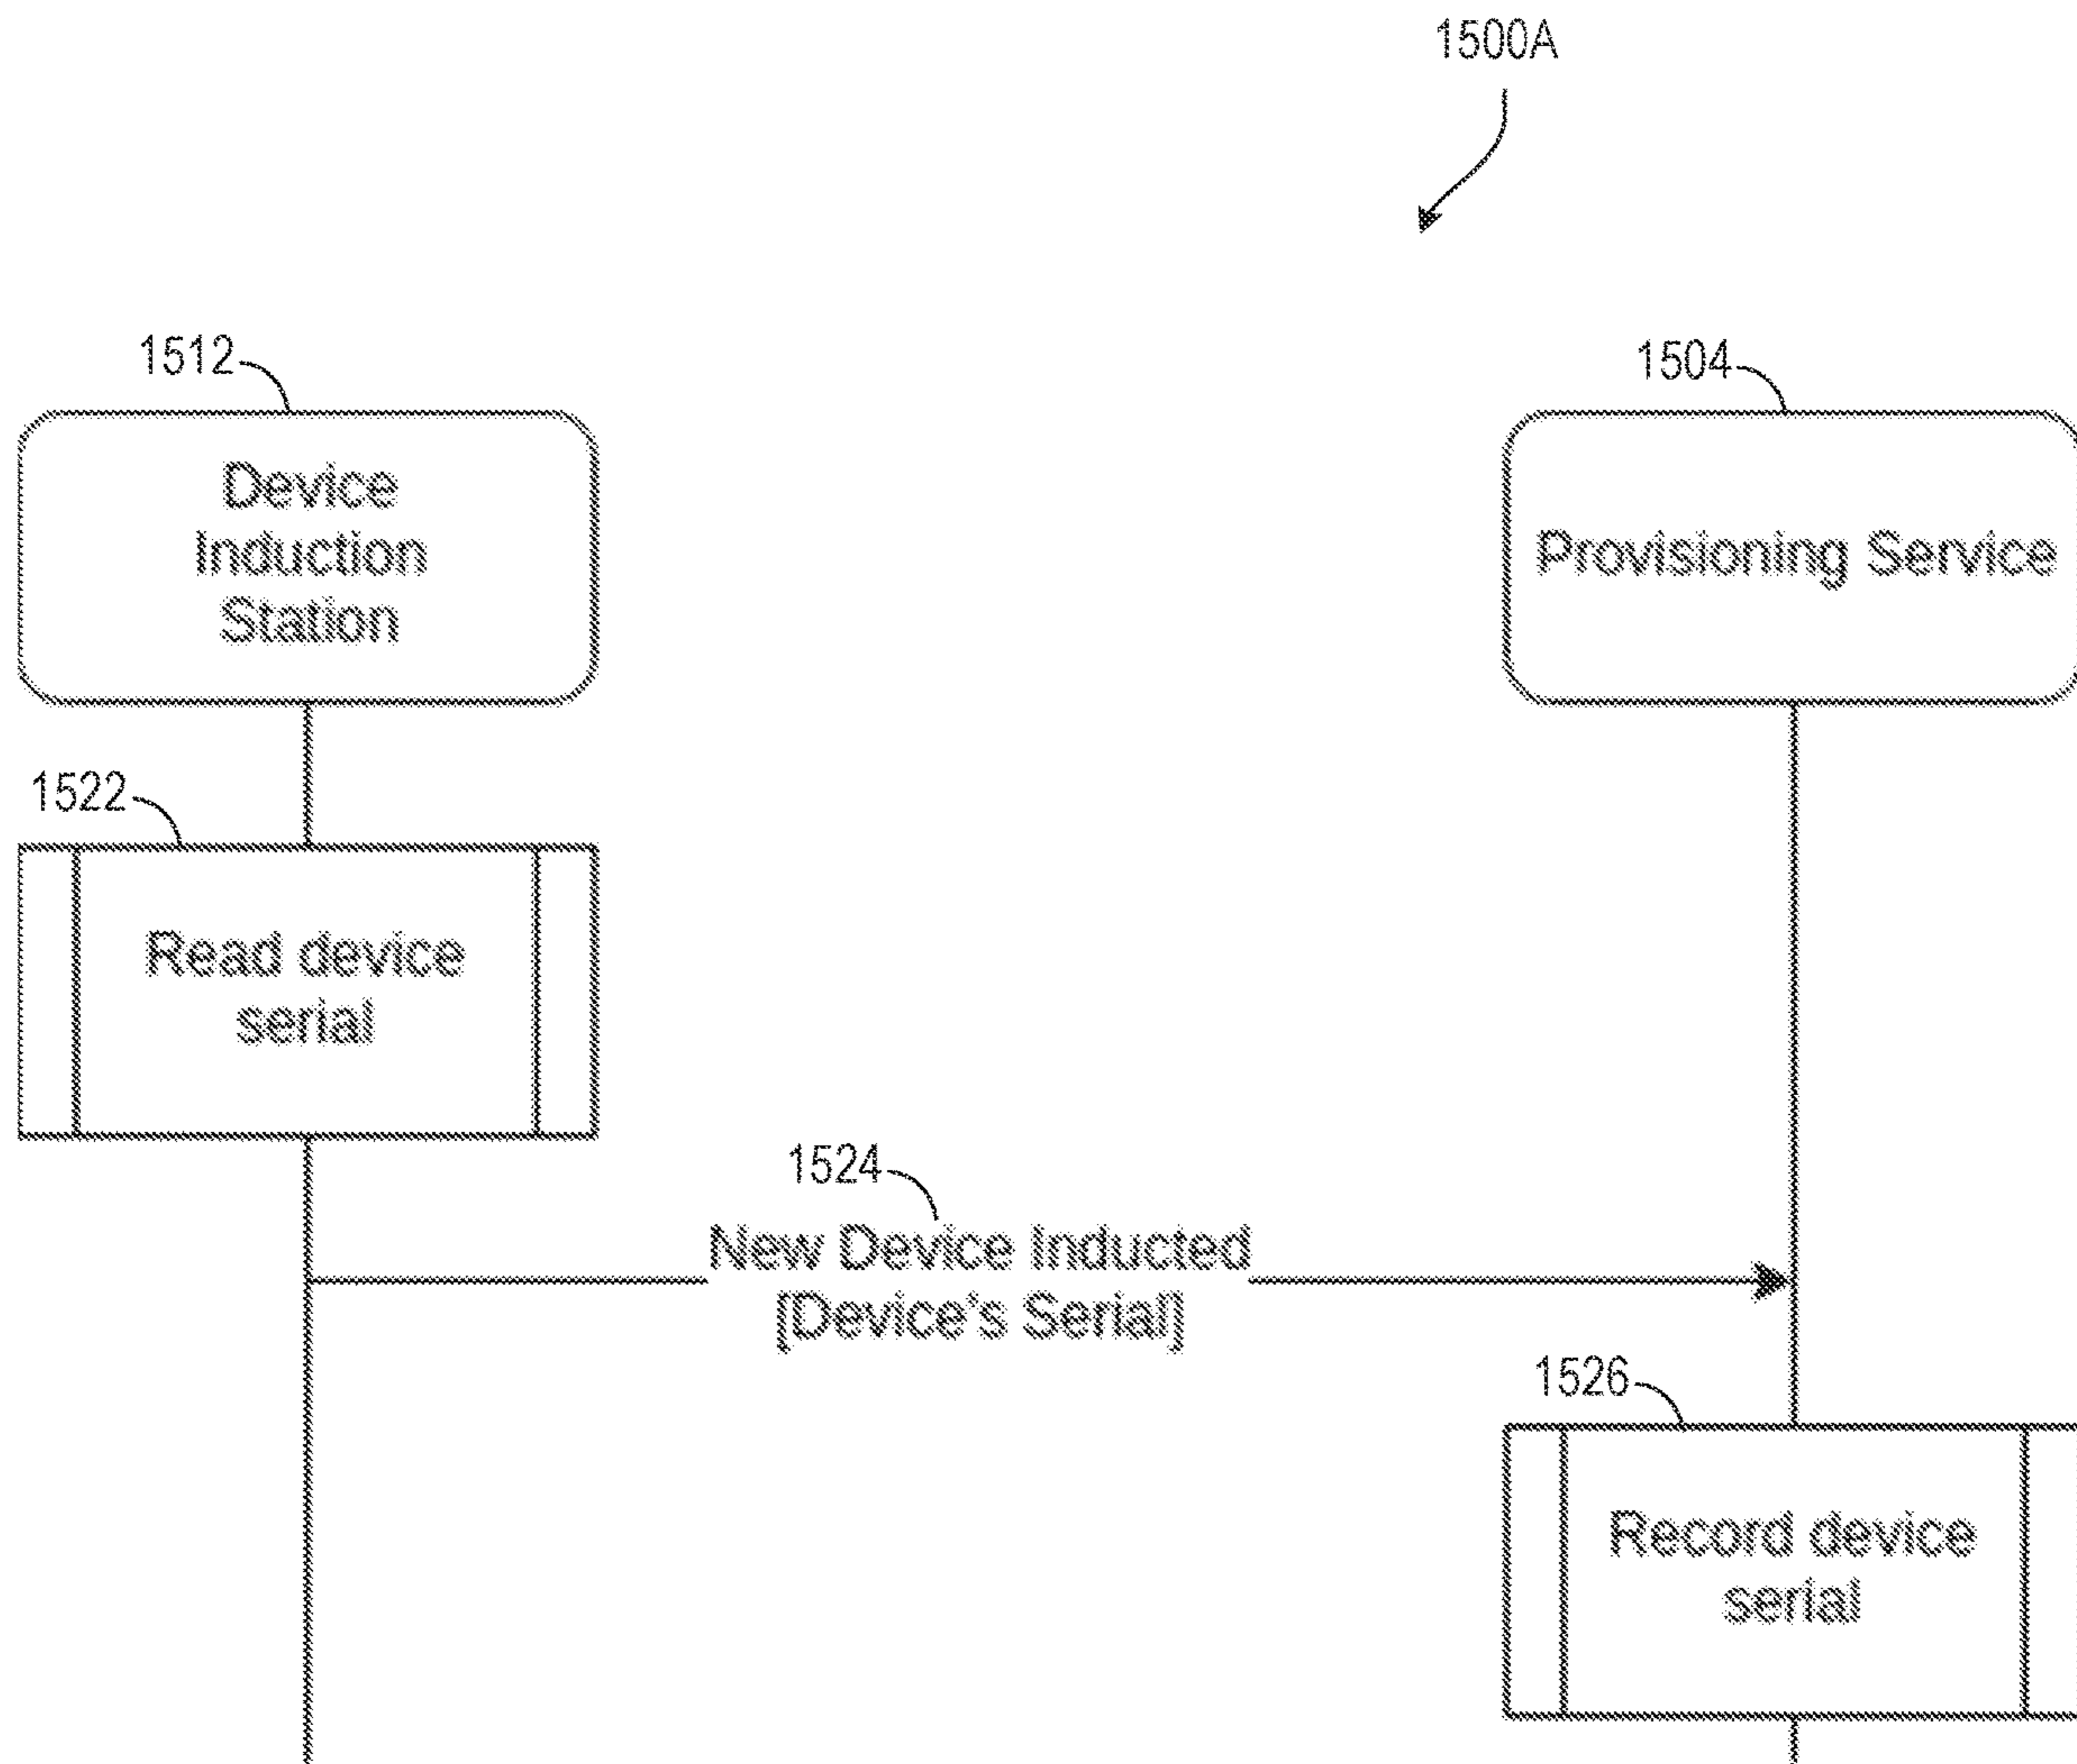 1500A
1512
1504
Device
Induction
Station
Provisioning Service
1522
Read device
serial
1524
New Device Inducted
[Device's Serial]
1526
Record device
serial